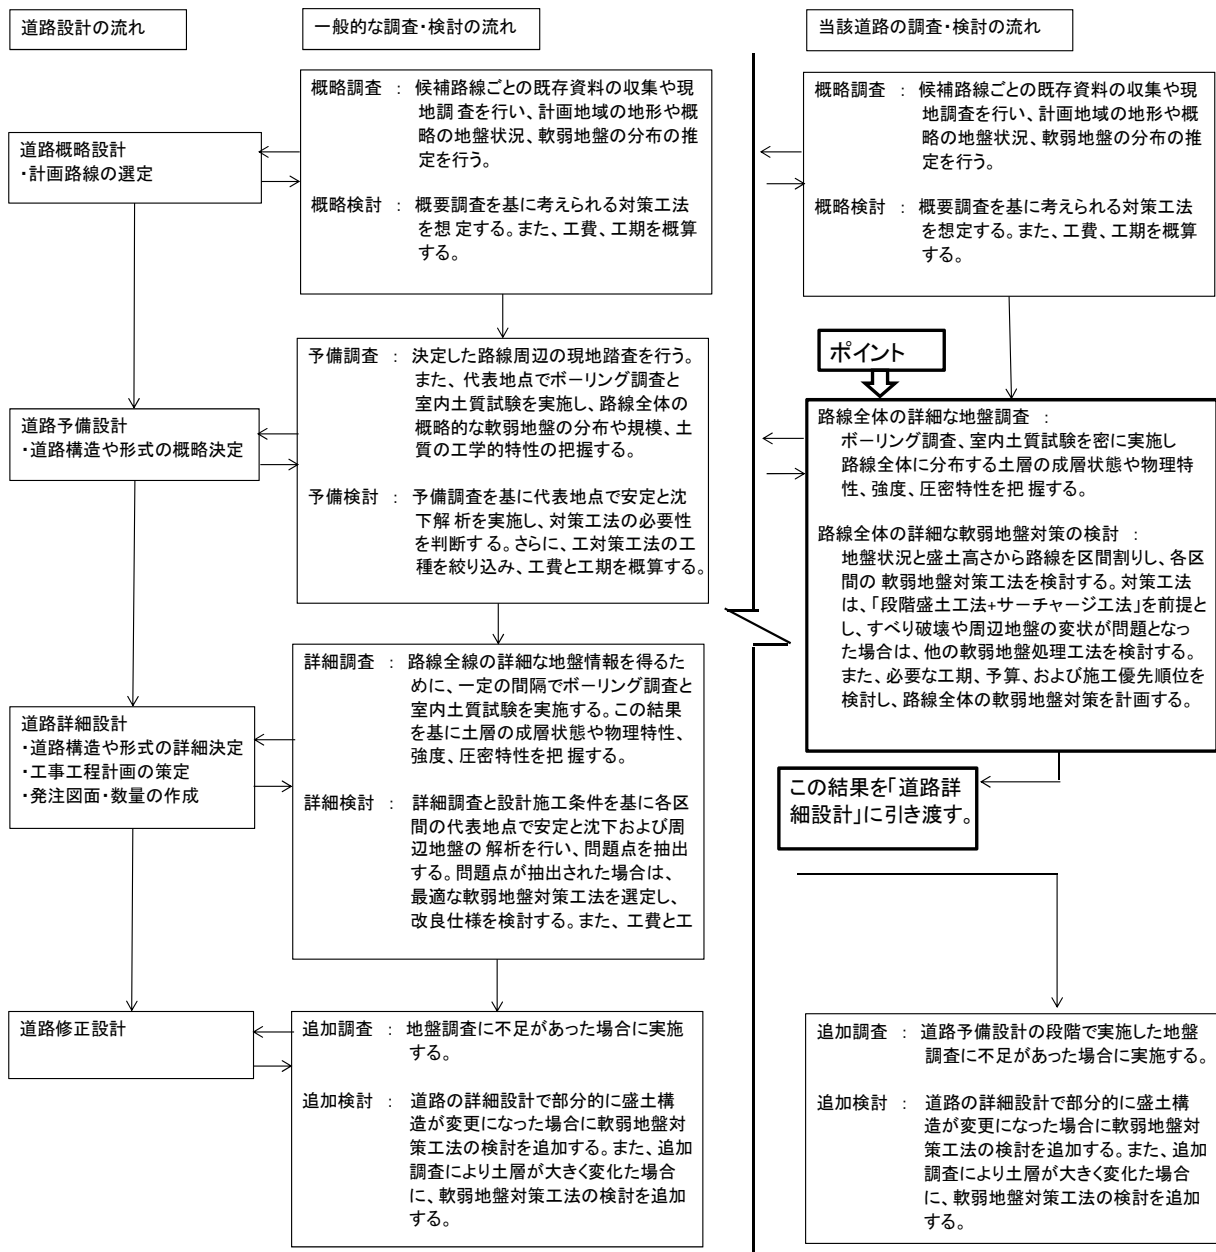 道路設計の流れ
一般的な調査・検討の流れ
当該道路の調査・検討の流れ
道路概略設計
・計画路線の選定
道路予備設計
・道路構造や形式の概略決定
道路詳細設計
・道路構造や形式の詳細決定
・工事工程計画の策定
・発注図面・数量の作成
道路修正設計
概略調査 : 候補路線ごとの既存資料の収集や現
地調 査を行い、計画地域の地形や概
略の地盤状況、軟弱地盤の分布の推
定を行う。
概略検討 : 概要調査を基に考えられる対策工法
を想 定する。また、工費、工期を概算
する。
予備調査 : 決定した路線周辺の現地踏査を行う。
また、代表地点でボーリング調査と
室内土質試験を実施し、路線全体の
概略的な軟弱地盤の分布や規模、土
質の工学的特性の把握する。
予備検討 : 予備調査を基に代表地点で安定と沈
下解 析を実施し、対策工法の必要性
を判断する。さらに、工対策工法の工
種を絞り込み、工費と工期を概算する。
詳細調査 : 路線全線の詳細な地盤情報を得るた
めに、一定の間隔でボーリング調査と
室内土質試験を実施する。この結果
を基に土層の成層状態や物理特性、
強度、圧密特性を把 握する。
詳細検討 : 詳細調査と設計施工条件を基に各区
間の代表地点で安定と沈下および周
辺地盤の 解析を行い、問題点を抽出
する。問題点が抽出された場合は、
最適な軟弱地盤対策工法を選定し、
改良仕様を検討する。また、工費と工
追加調査 : 地盤調査に不足があった場合に実施
する。
追加検討 : 道路の詳細設計で部分的に盛土構
造が変更になった場合に軟弱地盤対
策工法の検討を追加する。また、追加
調査により土層が大きく変化た場合
に、軟弱地盤対策工法の検討を追加
する。
概略調査 : 候補路線ごとの既存資料の収集や現
地調査を行い、計画地域の地形や概
略の地盤状況、軟弱地盤の分布の推
定を行う。
概略検討 : 概要調査を基に考えられる対策工法
を想定する。また、工費、工期を概算
する。
ポイント
路線全体の詳細な地盤調査 :
ボーリング調査、室内土質試験を密に実施し
路線全体に分布する土層の成層状態や物理特
性、強度、圧密特性を把 握する。
路線全体の詳細な軟弱地盤対策の検討 :
地盤状況と盛土高さから路線を区間割りし、各区
間の 軟弱地盤対策工法を検討する。対策工法
は、「段階盛土工法+サーチャージ工法」を前提と
し、すべり破壊や周辺地盤の変状が問題となっ
た場合は、他の軟弱地盤処理工法を検討する。
また、必要な工期、予算、および施工優先順位を
検討し、路線全体の軟弱地盤対策を計画する。
この結果を「道路詳
細設計」に引き渡す。
追加調査 : 道路予備設計の段階で実施した地盤
調査に不足があった場合に実施する。
追加検討 : 道路の詳細設計で部分的に盛土構
造が変更になった場合に軟弱地盤対
策工法の検討を追加する。また、追加
調査により土層が大きく変化た場合
に、軟弱地盤対策工法の検討を追加
する。